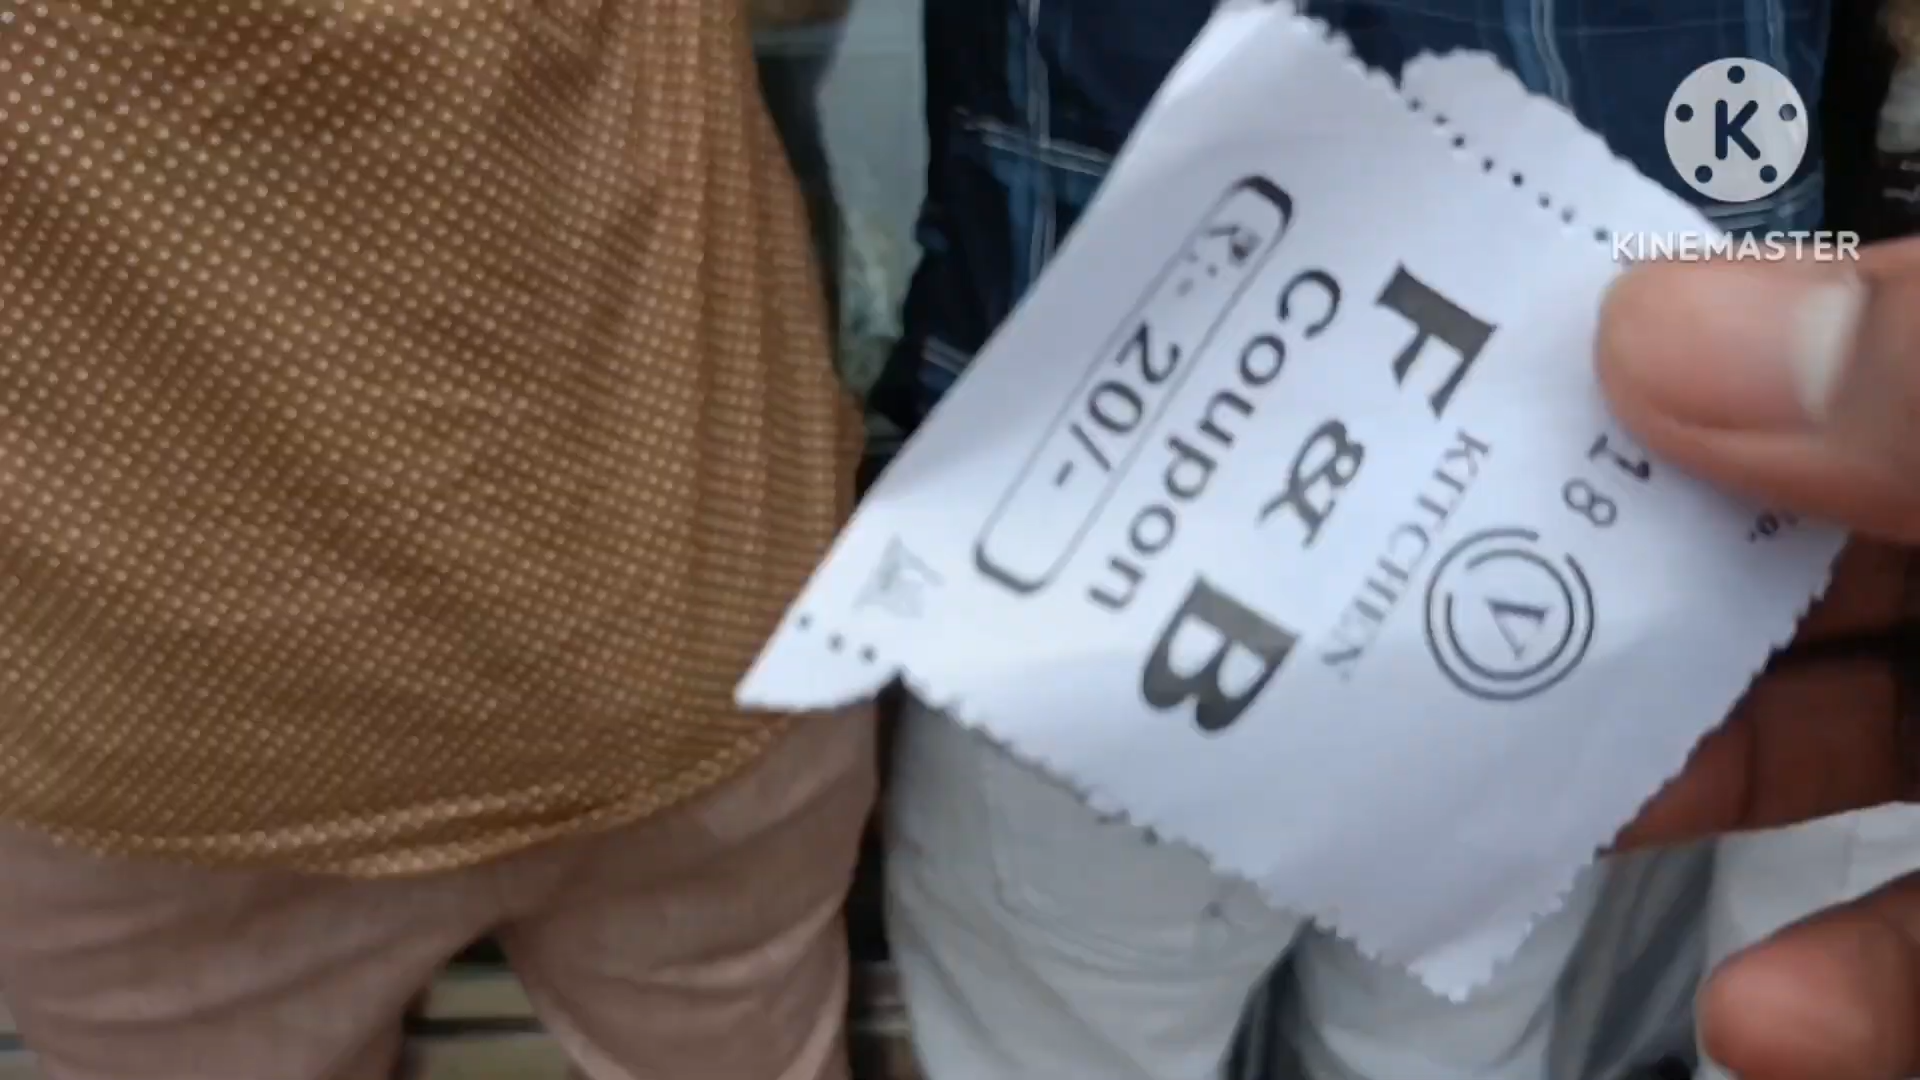 18
V
KITCHEN
F & B
Coupon
₹:- 20/-
K
KINEMASTER